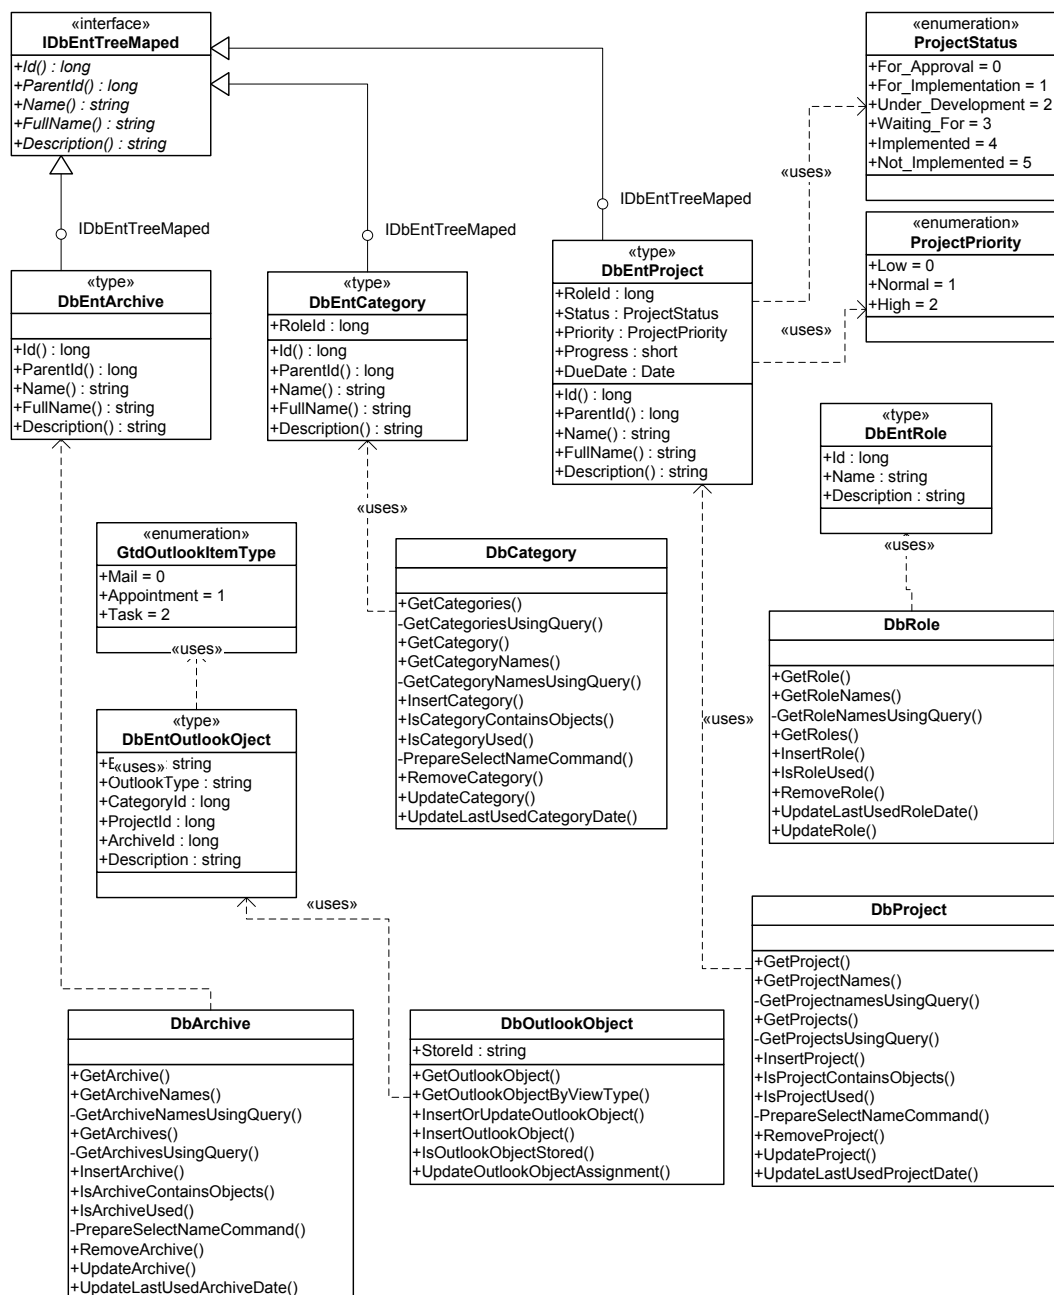 «interface»
IDbEntTreeMaped
+Id() : long
+ParentId() : long
+Name() : string
+FullName() : string
+Description() : string
«enumeration»
ProjectStatus
+For_Approval = 0
+For_Implementation = 1
+Under_Development = 2
+Waiting_For = 3
+Implemented = 4
+Not_Implemented = 5
«uses»
IDbEntTreeMaped
IDbEntTreeMaped
IDbEntTreeMaped
«enumeration»
ProjectPriority
+Low = 0
+Normal = 1
+High = 2
«uses»
«type»
DbEntArchive
+Id() : long
+ParentId() : long
+Name() : string
+FullName() : string
+Description() : string
«type»
DbEntCategory
+RoleId : long
+Id() : long
+ParentId() : long
+Name() : string
+FullName() : string
+Description() : string
«type»
DbEntProject
+RoleId : long
+Status : ProjectStatus
+Priority : ProjectPriority
+Progress : short
+DueDate : Date
+Id() : long
+ParentId() : long
+Name() : string
+FullName() : string
+Description() : string
«type»
DbEntRole
+Id : long
+Name : string
+Description : string
«uses»
«uses»
«enumeration»
GtdOutlookItemType
+Mail = 0
+Appointment = 1
+Task = 2
«uses»
DbCategory
+GetCategories()
-GetCategoriesUsingQuery()
+GetCategory()
+GetCategoryNames()
-GetCategoryNamesUsingQuery()
+InsertCategory()
+IsCategoryContainsObjects()
+IsCategoryUsed()
-PrepareSelectNameCommand()
+RemoveCategory()
+UpdateCategory()
+UpdateLastUsedCategoryDate()
«uses»
DbRole
+GetRole()
+GetRoleNames()
-GetRoleNamesUsingQuery()
+GetRoles()
+InsertRole()
+IsRoleUsed()
+RemoveRole()
+UpdateLastUsedRoleDate()
+UpdateRole()
«type»
DbEntOutlookOject
«uses» string
+OutlookType : string
+CategoryId : long
+ProjectId : long
+ArchiveId : long
+Description : string
«uses»
DbProject
+GetProject()
+GetProjectNames()
-GetProjectnamesUsingQuery()
+GetProjects()
-GetProjectsUsingQuery()
+InsertProject()
+IsProjectContainsObjects()
+IsProjectUsed()
-PrepareSelectNameCommand()
+RemoveProject()
+UpdateProject()
+UpdateLastUsedProjectDate()
DbArchive
+GetArchive()
+GetArchiveNames()
-GetArchiveNamesUsingQuery()
+GetArchives()
-GetArchivesUsingQuery()
+InsertArchive()
+IsArchiveContainsObjects()
+IsArchiveUsed()
-PrepareSelectNameCommand()
+RemoveArchive()
+UpdateArchive()
+UpdateLastUsedArchiveDate()
DbOutlookObject
+StoreId : string
+GetOutlookObject()
+GetOutlookObjectByViewType()
+InsertOrUpdateOutlookObject()
+InsertOutlookObject()
+IsOutlookObjectStored()
+UpdateOutlookObjectAssignment()